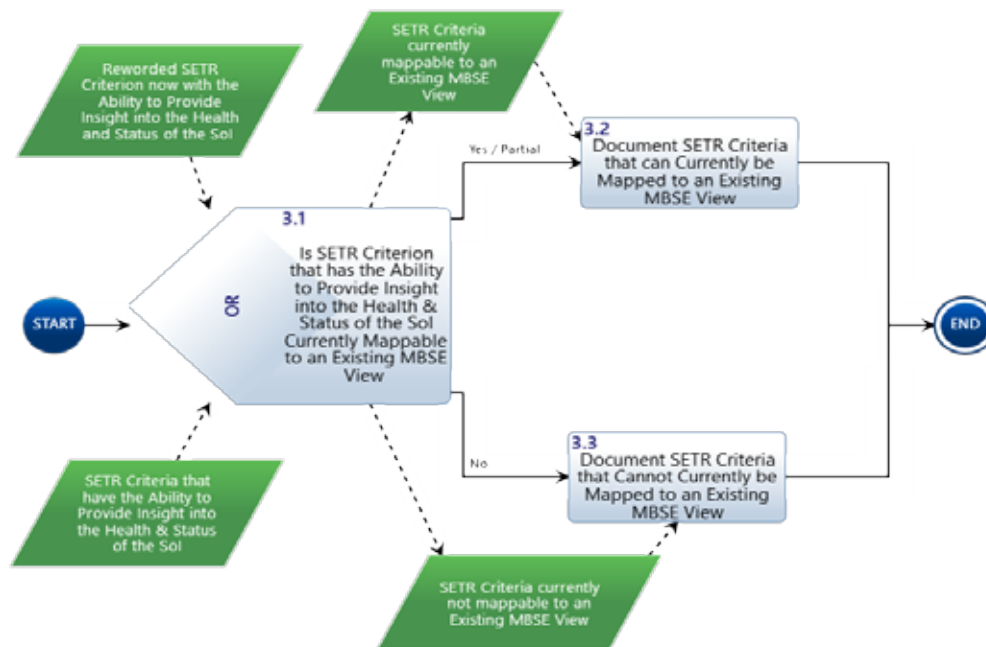 Reworded SETR
Criterion now with the
Ability to Provide
Insight into the Health
and Status of the SoI
SETR Criteria
currently
mappable to an
Existing MBSE
View
3.1
Is SETR Criterion
that has the Ability
to Provide Insight
into the Health &
Status of the SoI
Currently Mappable
to an Existing MBSE
View
OR
START
Yes / Partial
3.2
Document SETR Criteria
that can Currently be
Mapped to an Existing
MBSE View
END
No
3.3
Document SETR Criteria
that Cannot Currently be
Mapped to an Existing
MBSE View
SETR Criteria that
have the Ability to
Provide Insight into
the Health & Status
of the SoI
SETR Criteria currently
not mappable to an
Existing MBSE View